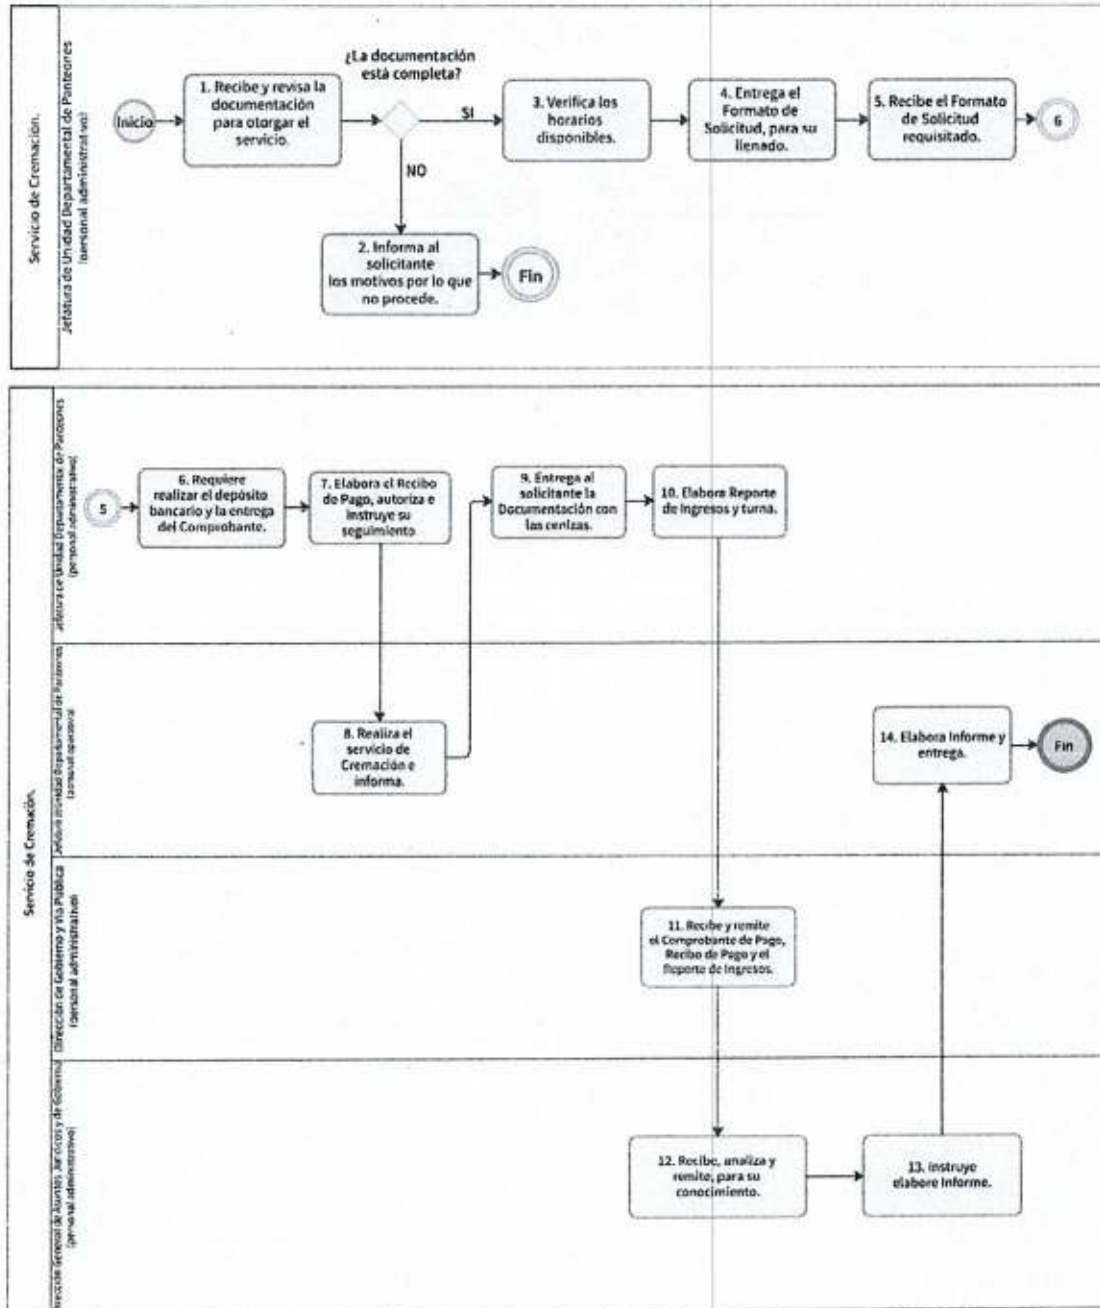 Servicio de Cremación.
Jefatura de Unidad Departamental de Panteones
(personal administrativo)
Inicio
1. Recibe y revisa la
documentación
para otorgar el
servicio.
¿La documentación
está completa?
SI
NO
2. Informa al
solicitante
los motivos por lo que
no procede.
Fin
3. Verifica los
horarios
disponibles.
4. Entrega el
Formato de
Solicitud, para su
llenado.
5. Recibe el Formato
de Solicitud
requisitado.
6
Servicio de Cremación.
Jefatura de Unidad Departamental de Panteones
(personal administrativo)
5
6. Requiere
realizar el depósito
bancario y la entrega
del Comprobante.
7. Elabora el Recibo
de Pago, autoriza e
instruye su
seguimiento
9. Entrega al
solicitante la
Documentación con
las cenizas.
10. Elabora Reporte
de Ingresos y turna.
Unidad Departamental de Panteones
(personal operativo)
8. Realiza el
servicio de
Cremación e
informa.
14. Elabora Informe y
entrega.
Fin
Dirección de Gobierno y Vía Pública
(personal administrativo)
11. Recibe y remite
el Comprobante de Pago,
Recibo de Pago y el
Reporte de Ingresos.
rección General de Asuntos Jurídicos y de Gobierno
(personal administrativo)
12. Recibe, analiza y
remite, para su
conocimiento.
13. Instruye
elabore Informe.